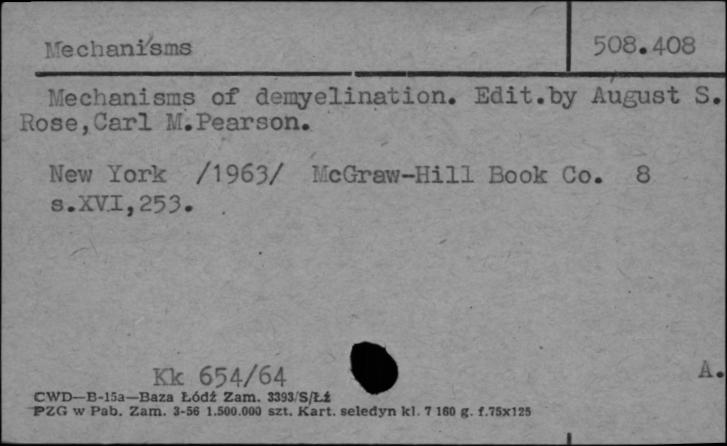 Mechanisms 508.408
Mechanisms of demyelination. Edit.by August S.
Rose,Carl M.Pearson.
New York /1963/ McGraw-Hill Book Co. 8
s.XVI,253.
Kk 654/64 A.
CWD—B-15a—Baza Łódź Zam. 3393/S/Łź
PZG w Pab. Zam. 3-56 1.500.000 szt. Kart. seledyn kl. 7 160 g. f.75x125